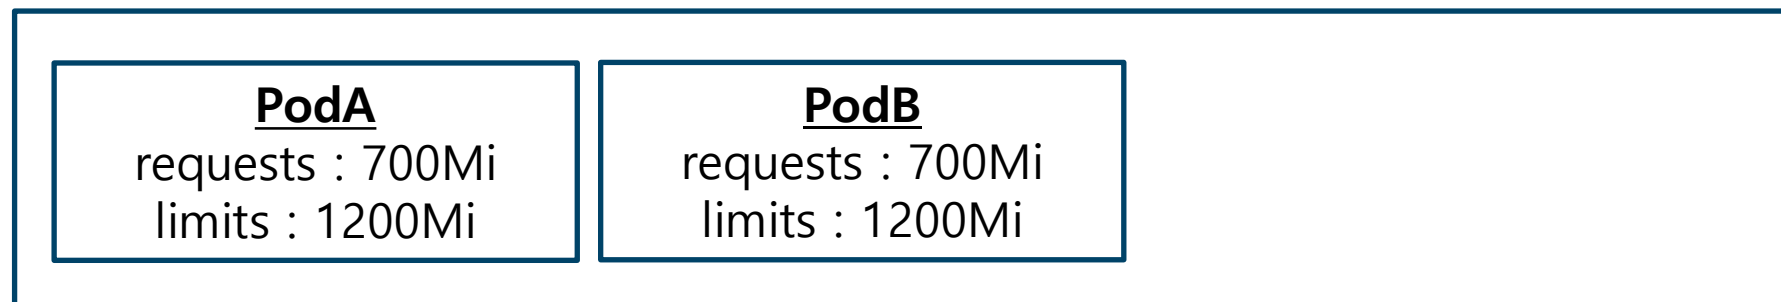 PodA
requests : 700Mi
limits : 1200Mi
PodB
requests : 700Mi
limits : 1200Mi